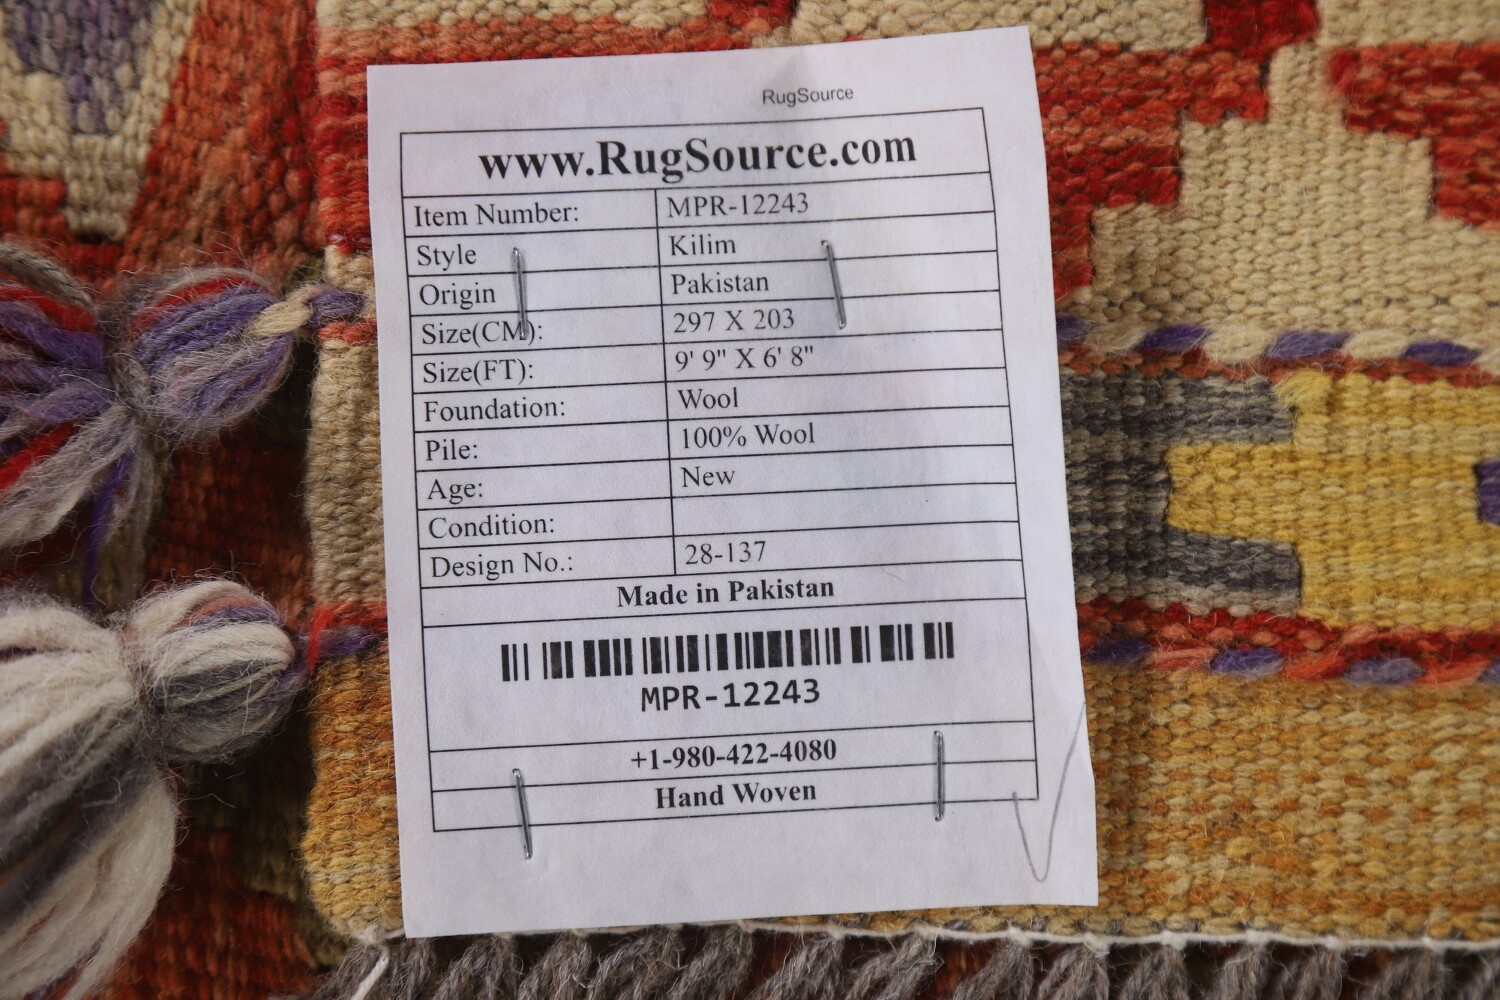 RugSource
www.RugSource.com
Item Number: MPR-12243
Style Kilim
Origin Pakistan
Size(CM): 297 X 203
Size(FT): 9' 9" X 6' 8"
Foundation: Wool
Pile: 100% Wool
Age: New
Condition:
Design No.: 28-137
Made in Pakistan
MPR-12243
+1-980-422-4080
Hand Woven